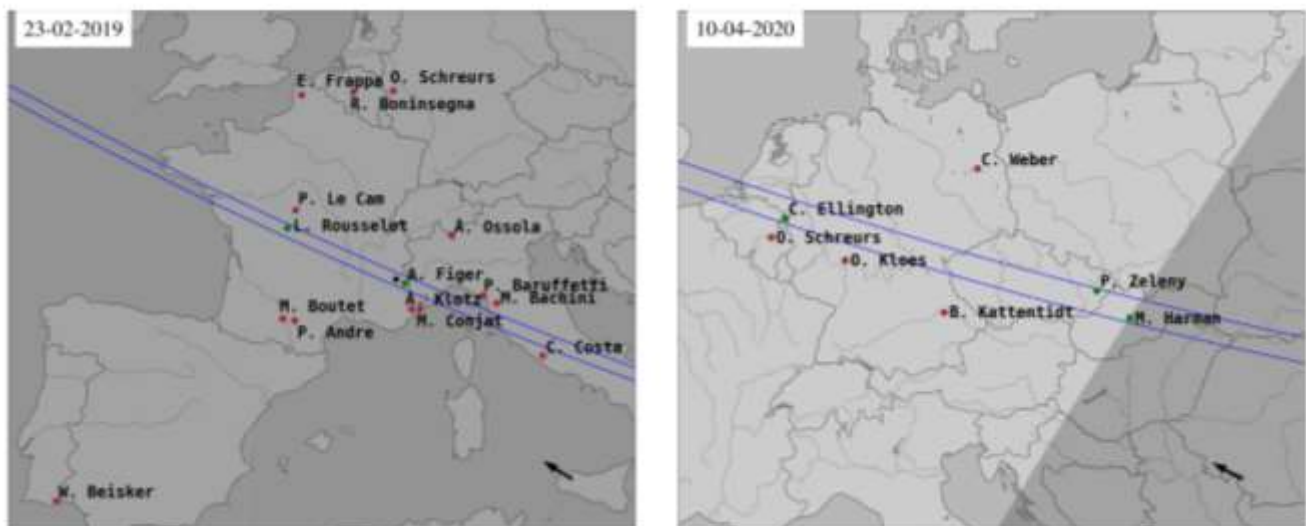 23-02-2019
E. Frappa
O. Schreurs
R. Boninsegna
P. Le Cam
L. Rousselot
A. Ossola
A. Figer
P. Baruffetti
A. Klotz
M. Bachini
M. Boutet
M. Conjat
P. Andre
C. Costa
W. Beisker
10-04-2020
C. Weber
C. Ellington
O. Schreurs
O. Kloes
P. Zeleny
B. Kattentidt
M. Harman